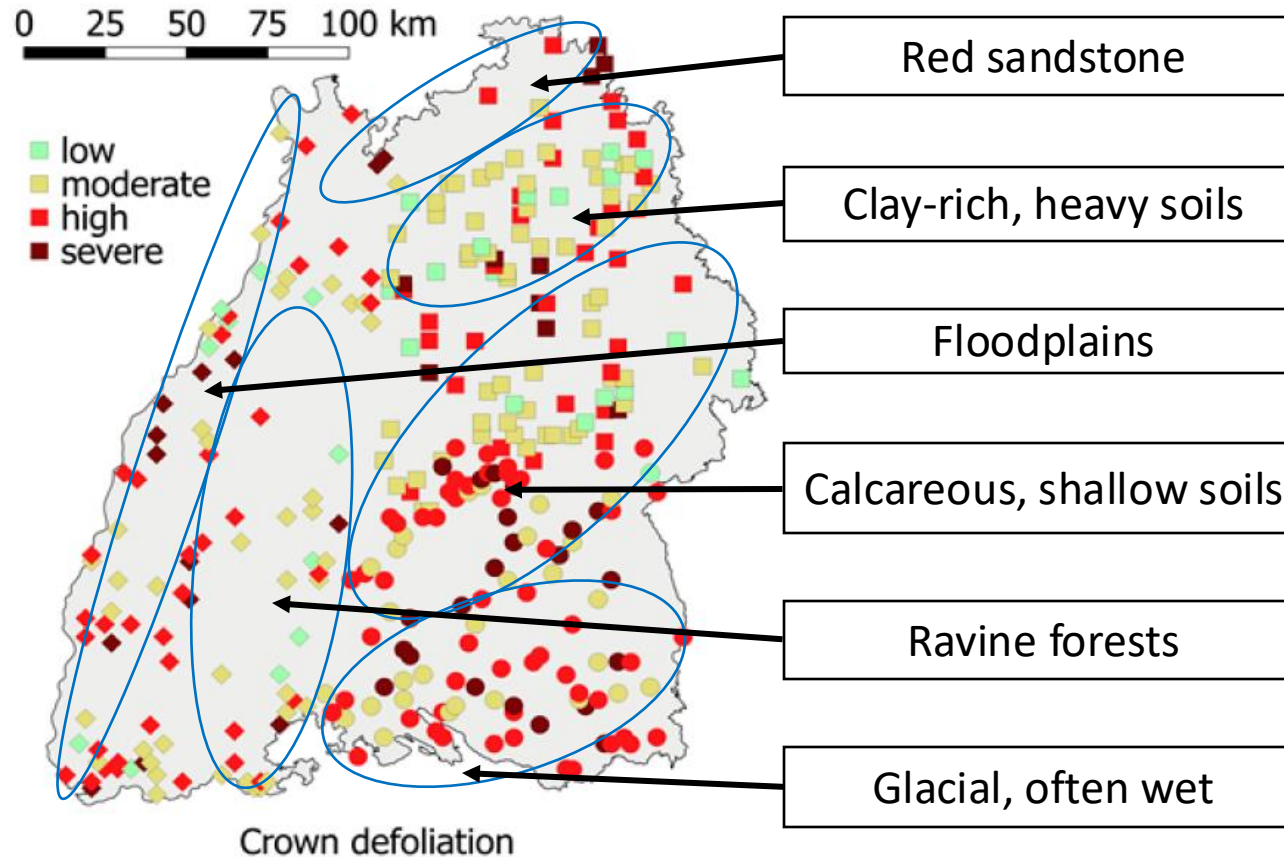 0 25 50 75 100 km
low
moderate
high
severe
Red sandstone
Clay-rich, heavy soils
Floodplains
Calcareous, shallow soils
Ravine forests
Glacial, often wet
Crown defoliation